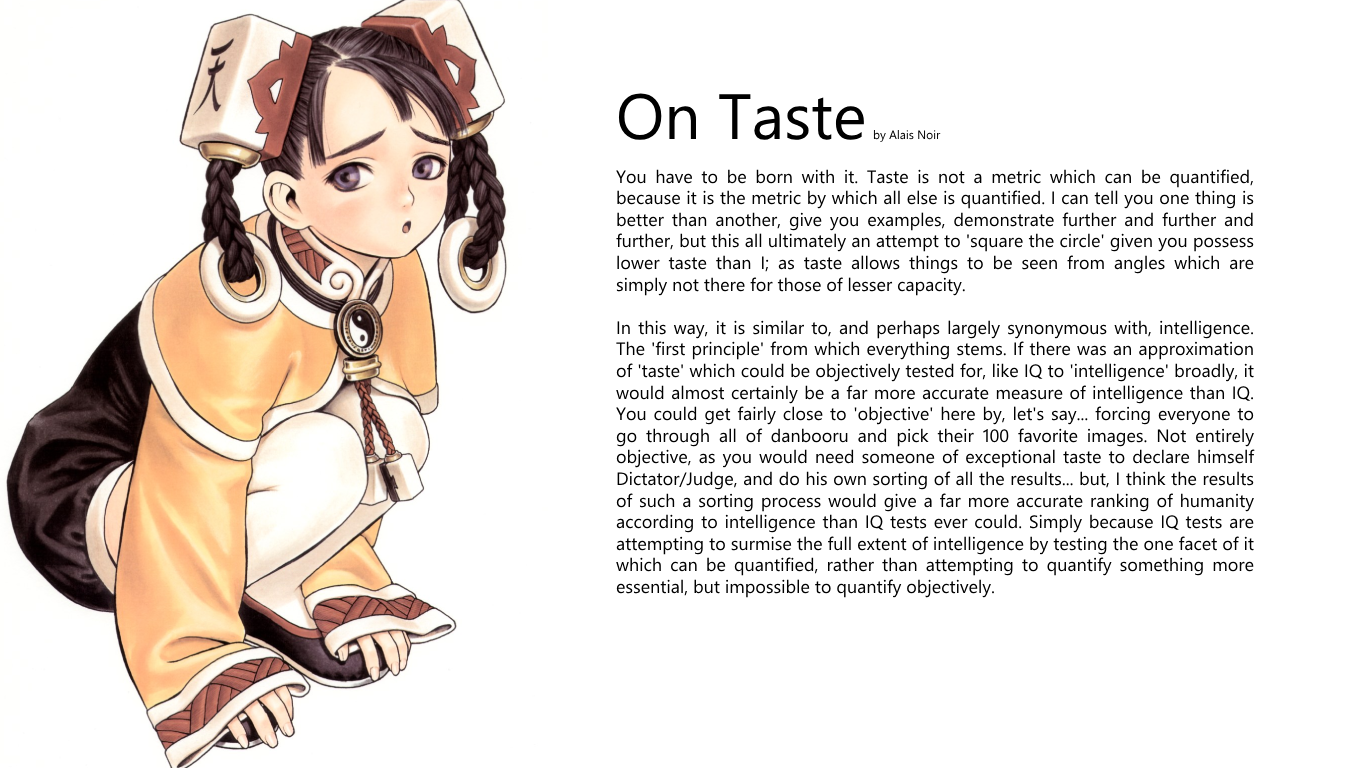 天
On Taste by Alais Noir
You have to be born with it. Taste is not a metric which can be quantified,
because it is the metric by which all else is quantified. I can tell you one thing is
better than another, give you examples, demonstrate further and further and
further, but this all ultimately an attempt to 'square the circle' given you possess
lower taste than I; as taste allows things to be seen from angles which are
simply not there for those of lesser capacity.
In this way, it is similar to, and perhaps largely synonymous with, intelligence.
The 'first principle' from which everything stems. If there was an approximation
of 'taste' which could be objectively tested for, like IQ to 'intelligence' broadly, it
would almost certainly be a far more accurate measure of intelligence than IQ.
You could get fairly close to 'objective' here by, let's say... forcing everyone to
go through all of danbooru and pick their 100 favorite images. Not entirely
objective, as you would need someone of exceptional taste to declare himself
Dictator/Judge, and do his own sorting of all the results... but, I think the results
of such a sorting process would give a far more accurate ranking of humanity
according to intelligence than IQ tests ever could. Simply because IQ tests are
attempting to surmise the full extent of intelligence by testing the one facet of it
which can be quantified, rather than attempting to quantify something more
essential, but impossible to quantify objectively.